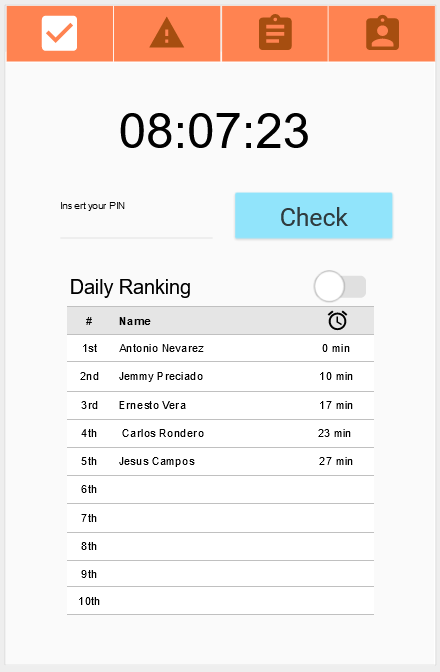 08:07:23
Insert your PIN
Check
Daily Ranking
# Name
1st Antonio Nevarez 0 min
2nd Jemmy Preciado 10 min
3rd Ernesto Vera 17 min
4th Carlos Rondero 23 min
5th Jesus Campos 27 min
6th
7th
8th
9th
10th